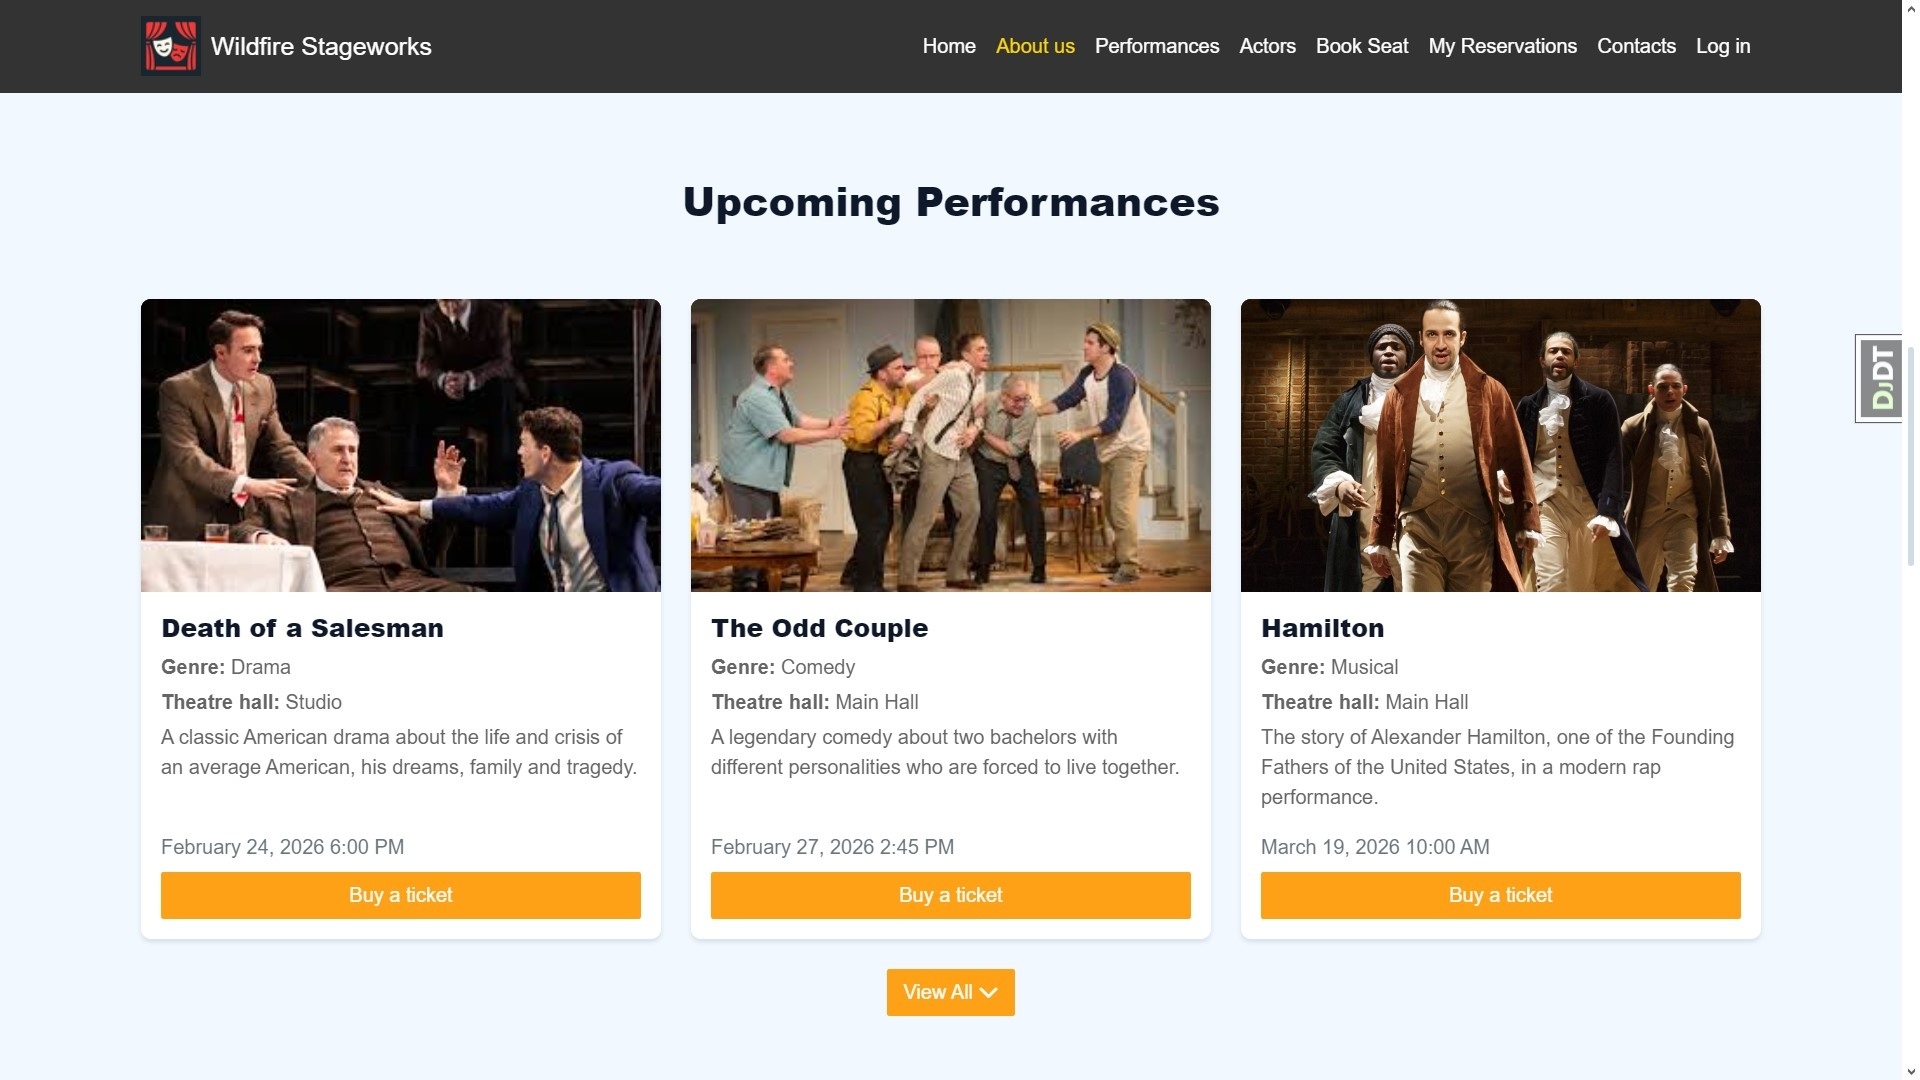 Wildfire Stageworks
Home About us Performances Actors Book Seat My Reservations Contacts Log in
Upcoming Performances
Death of a Salesman
Genre: Drama
Theatre hall: Studio
A classic American drama about the life and crisis of
an average American, his dreams, family and tragedy.
February 24, 2026 6:00 PM
Buy a ticket
The Odd Couple
Genre: Comedy
Theatre hall: Main Hall
A legendary comedy about two bachelors with
different personalities who are forced to live together.
February 27, 2026 2:45 PM
Buy a ticket
Hamilton
Genre: Musical
Theatre hall: Main Hall
The story of Alexander Hamilton, one of the Founding
Fathers of the United States, in a modern rap
performance.
March 19, 2026 10:00 AM
Buy a ticket
View All
DJDT